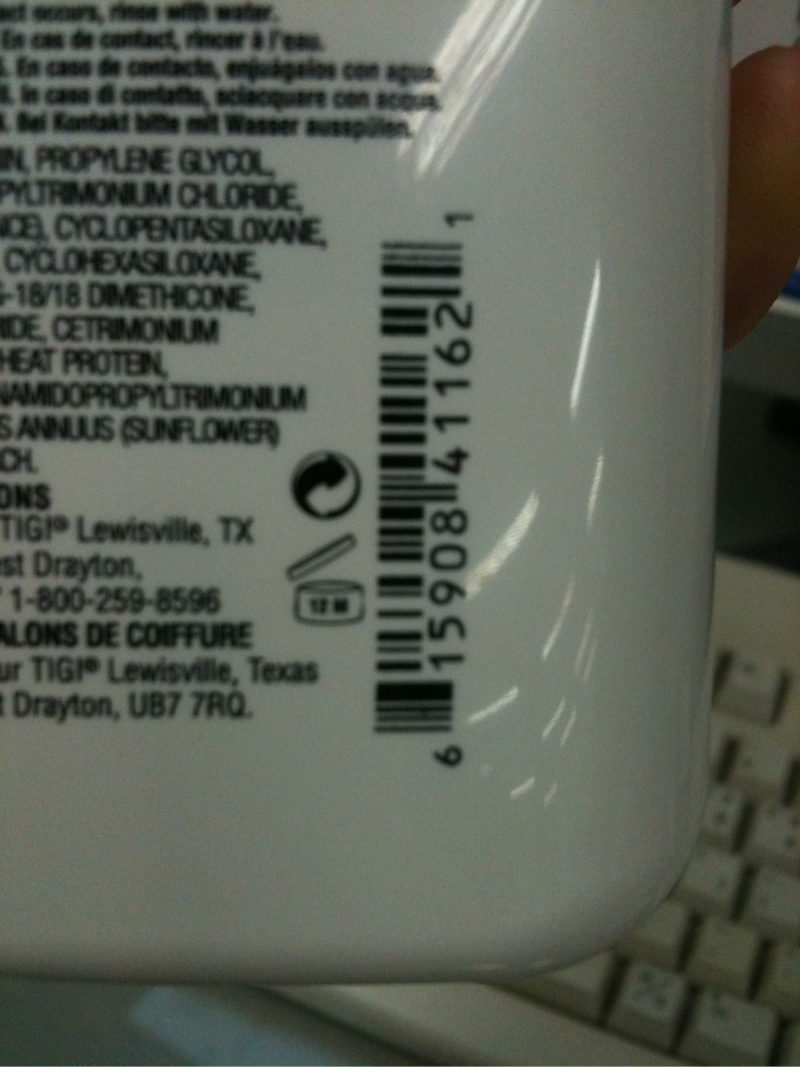 ct occurs, rinse with water.
En cas de contact, rincer à l'eau.
. En caso de contacto, enjuágalos con agua.
. In caso di contatto, sciacquare con acqua.
. Bei Kontakt bitte mit Wasser ausspülen.
IN, PROPYLENE GLYCOL,
PYLTRIMONIUM CHLORIDE,
NCE), CYCLOPENTASILOXANE,
CYCLOHEXASILOXANE,
G-18/18 DIMETHICONE,
RIDE, CETRIMONIUM
HEAT PROTEIN,
NAMIDOPROPYLTRIMONIUM
S ANNUUS (SUNFLOWER)
CH.
ONS
TIGI® Lewisville, TX
est Drayton,
1-800-259-8596
ALONS DE COIFFURE
ur TIGI® Lewisville, Texas
t Drayton, UB7 7RQ.
12 M
6 15908 41162 1